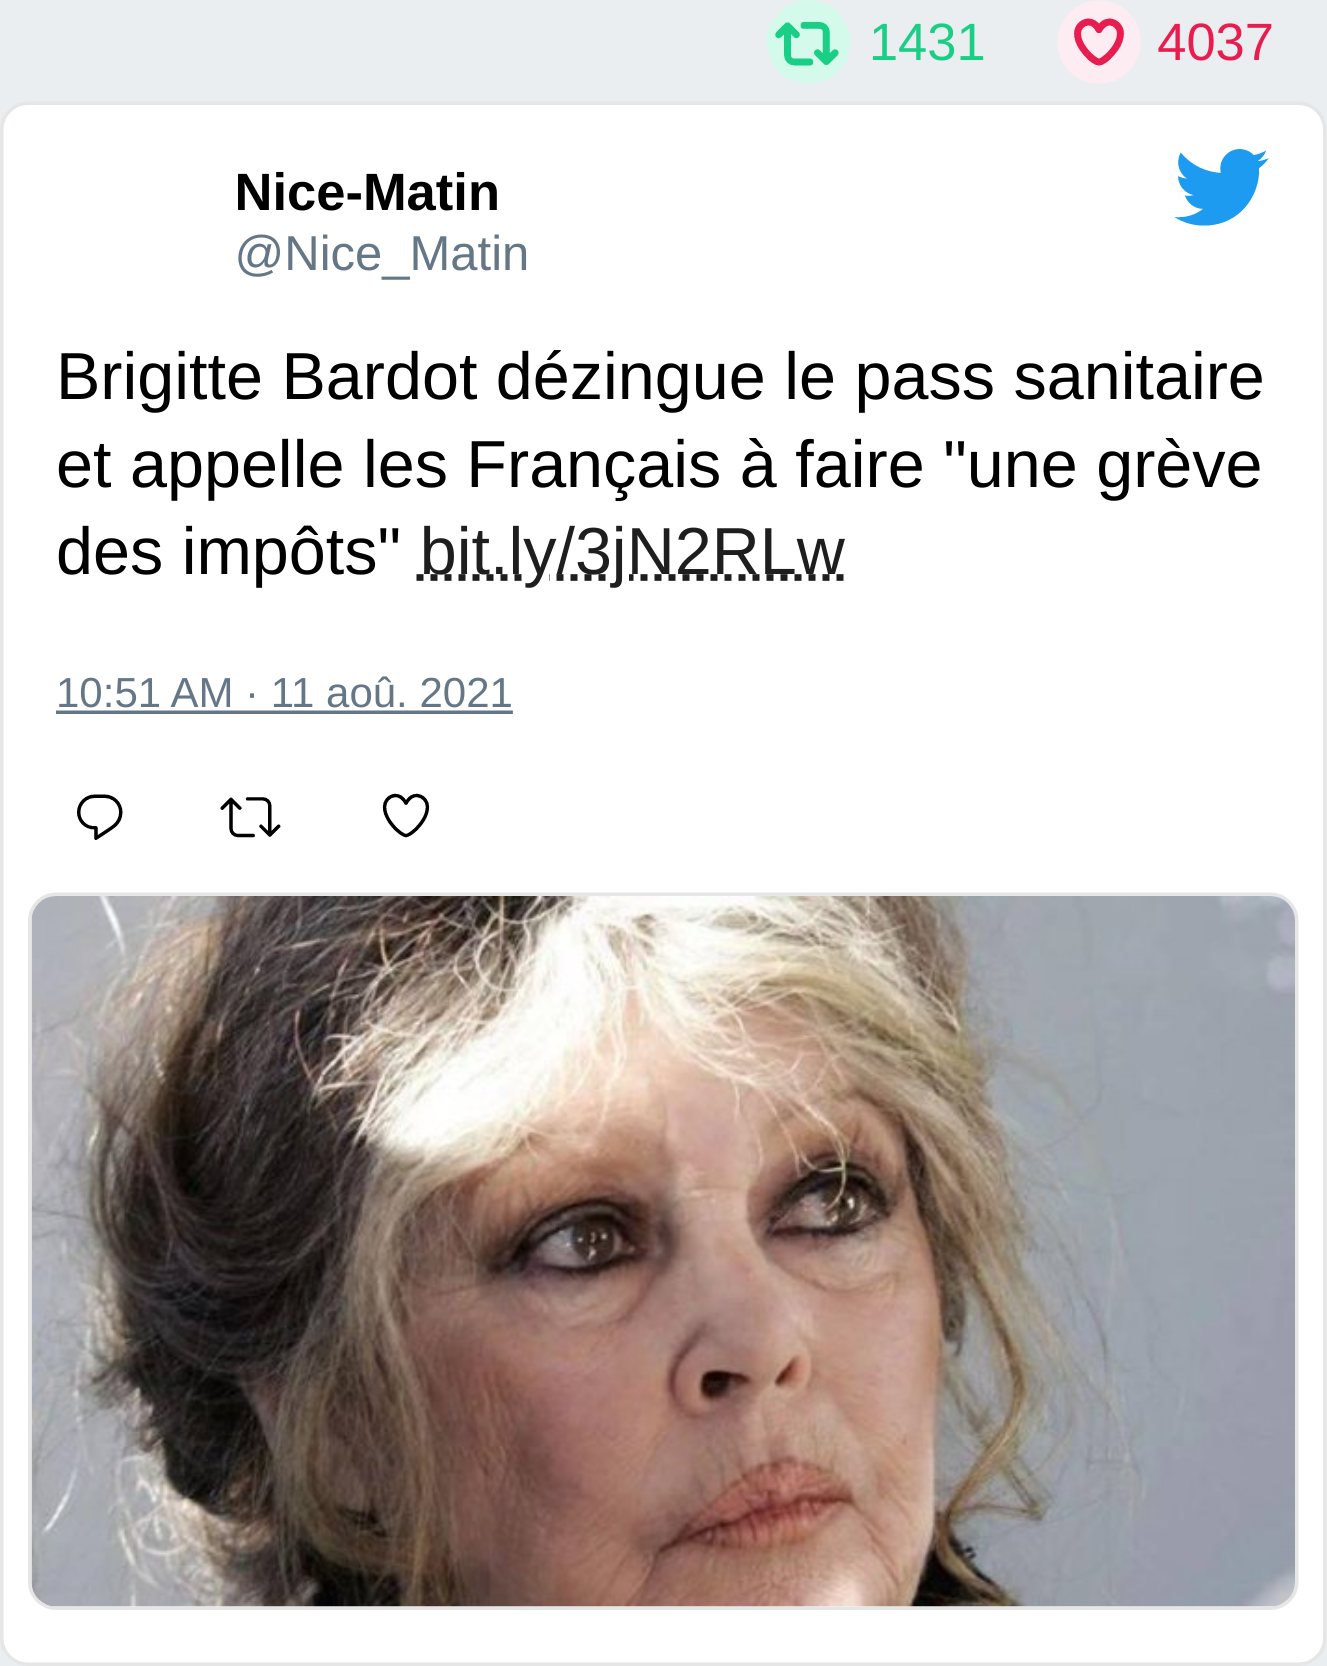 1431 4037
Nice-Matin
@Nice_Matin
Brigitte Bardot dézingue le pass sanitaire
et appelle les Français à faire "une grève
des impôts" bit.ly/3jN2RLw
10:51 AM · 11 aoû. 2021